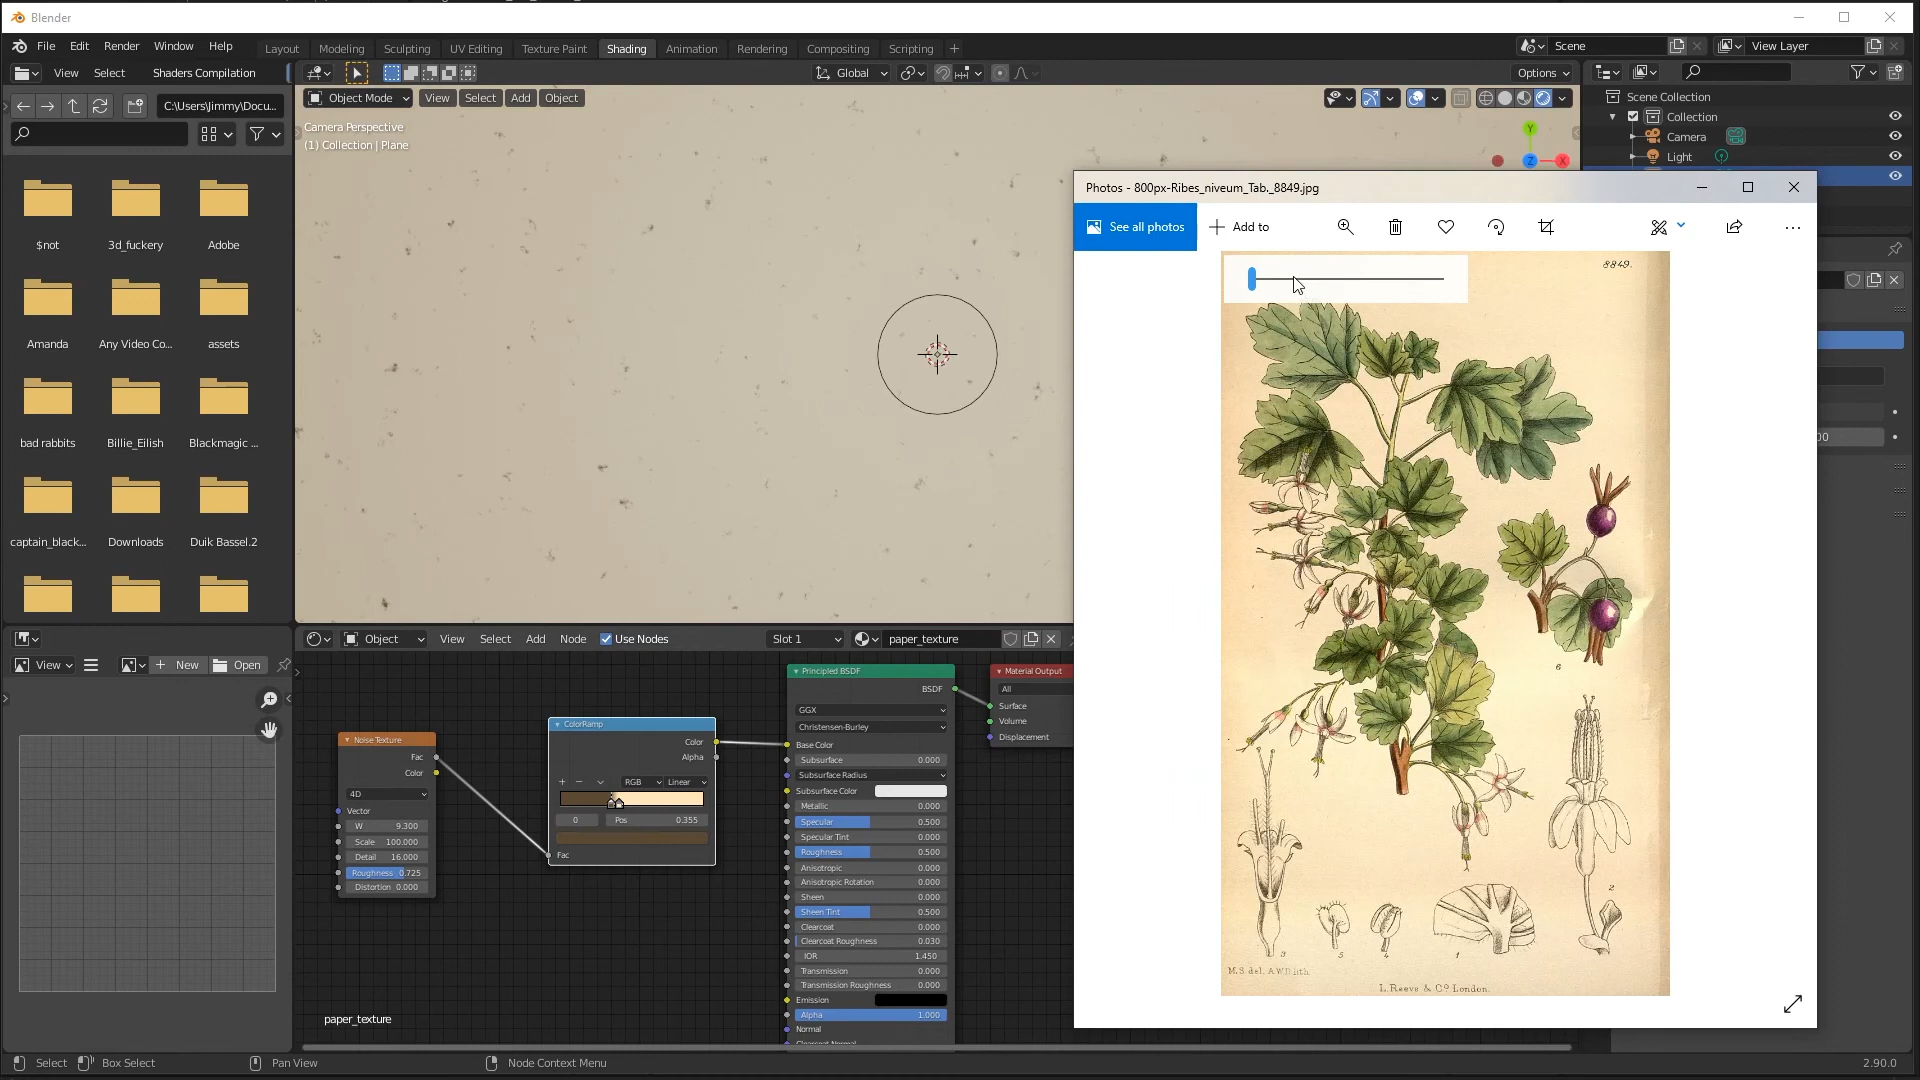 Blender
File Edit Render Window Help
Layout Modeling Sculpting UV Editing Texture Paint Shading Animation Rendering Compositing Scripting
Scene
View Layer
View Select Shaders Compilation
Global
Options
C:\Users\Jimmy\Docu...
Object Mode View Select Add Object
Camera Perspective
(1) Collection | Plane
Y
Z
X
Scene Collection
Collection
Camera
Light
$not 3d_fuckery Adobe
Amanda Any Video Co... assets
bad rabbits Billie_Eilish Blackmagic ...
captain_black... Downloads Duik Bassel.2
Photos - 800px-Ribes_niveum_Tab._8849.jpg
See all photos
Add to
8849.
6
2
3
5
4
1
M.S. del, A.W.D. lith.
L. Reeve & Co London.
00
Object View Select Add Node Use Nodes Slot 1 paper_texture
View New Open
Noise Texture
Fac
Color
4D
Vector
W 9.300
Scale 100.000
Detail 16.000
Roughness 0.725
Distortion 0.000
ColorRamp
Color
Alpha
RGB Linear
0 Pos 0.355
Fac
Principled BSDF
BSDF
GGX
Christensen-Burley
Base Color
Subsurface 0.000
Subsurface Radius
Subsurface Color
Metallic 0.000
Specular 0.500
Specular Tint 0.000
Roughness 0.500
Anisotropic 0.000
Anisotropic Rotation 0.000
Sheen 0.000
Sheen Tint 0.500
Clearcoat 0.000
Clearcoat Roughness 0.030
IOR 1.450
Transmission 0.000
Transmission Roughness 0.000
Emission
Alpha 1.000
Normal
Clearcoat Normal
Material Output
All
Surface
Volume
Displacement
paper_texture
Select Box Select Pan View Node Context Menu 2.90.0